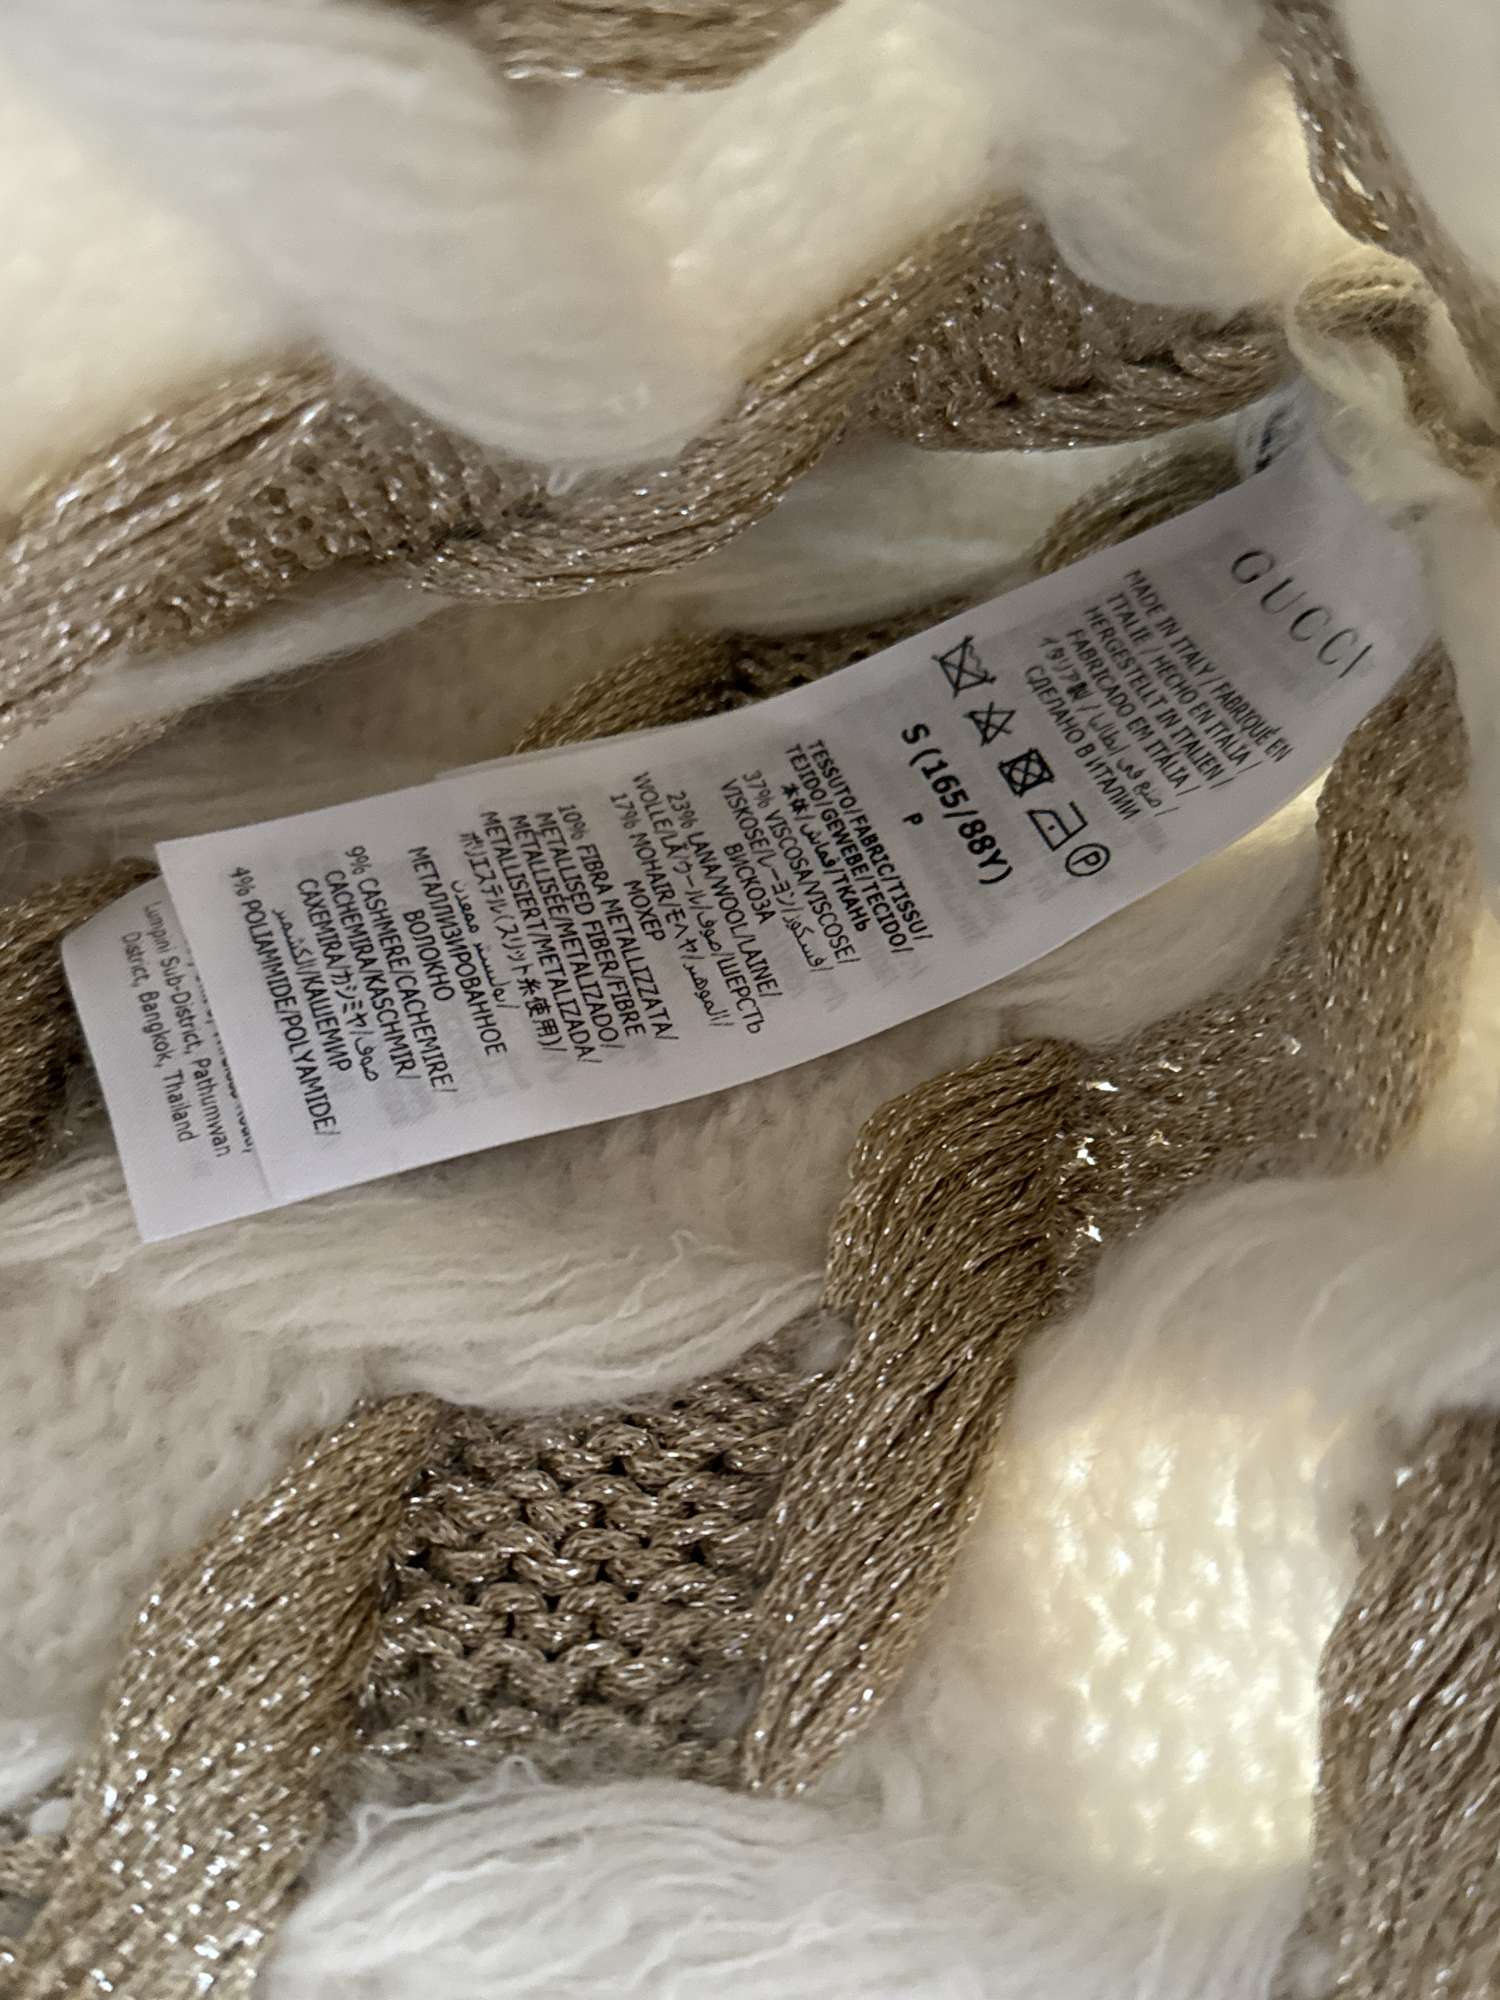 GUCCI
MADE IN ITALY / FABRIQUÉ EN
ITALIE / HECHO EN ITALIA /
HERGESTELLT IN ITALIEN /
FABRICADO EM ITALIA /
イタリア製 / صنع في إيطاليا /
СДЕЛАНО В ИТАЛИИ
P
S (165/88Y)
P
TESSUTO/FABRIC/TISSU/
TEJIDO/GEWEBE/TECIDO/
本体/قماش/ТКАНЬ
37% VISCOSA/VISCOSE/
VISKOSE/レーヨン/فسكوز/
ВИСКОЗА
23% LANA/WOOL/LAINE/
WOLLE/LÃ/ウール/صوف/ШЕРСТЬ
17% MOHAIR/モヘヤ/الموهير/
МОХЕР
10% FIBRA METALLIZZATA/
METALLISED FIBER/FIBRE
METALLISÉE/METALIZADO/
METALLISIERT/METALIZADA/
ポリエステル(スリット糸使用)/
بوليستر ممعدن/
МЕТАЛЛИЗИРОВАННОЕ
ВОЛОКНО
9% CASHMERE/CACHEMIRE/
CACHEMIRA/KASCHMIR/
CAXEMIRA/カシミヤ/صوف
الكشمير/КАШЕМИР
4% POLIAMMIDE/POLYAMIDE/
Lumpini Sub-District, Pathumwan
District, Bangkok, Thailand